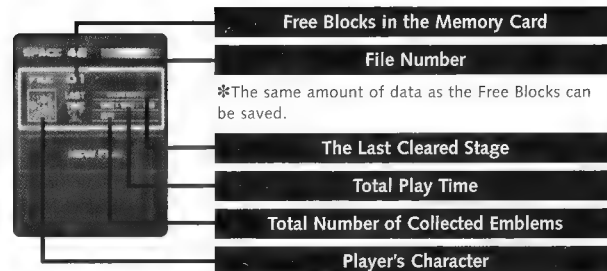 Free Blocks in the Memory Card
File Number
✽The same amount of data as the Free Blocks can
be saved.
The Last Cleared Stage
Total Play Time
Total Number of Collected Emblems
Player's Character